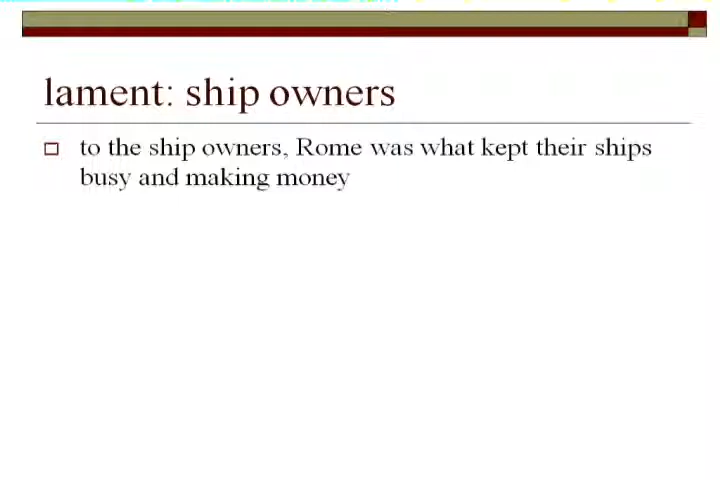 lament: ship owners
to the ship owners, Rome was what kept their ships
busy and making money